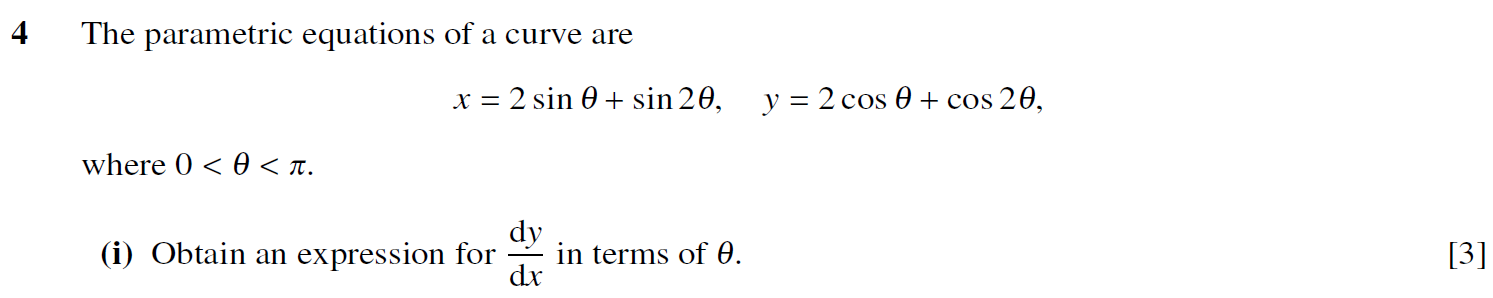 4 The parametric equations of a curve are
x = 2 sin θ + sin 2θ, y = 2 cos θ + cos 2θ,
where 0 < θ < π.
(i) Obtain an expression for dy/dx in terms of θ. [3]